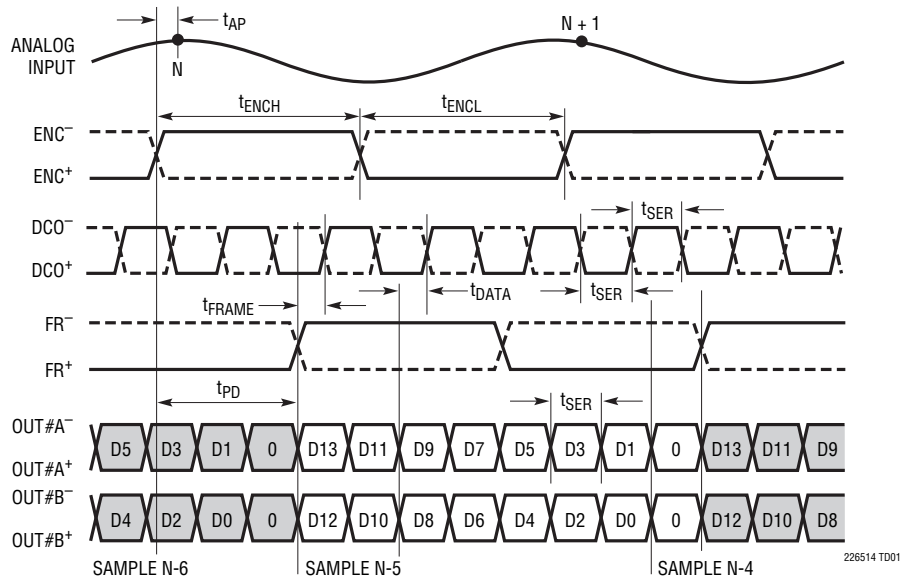 tAP
N + 1
ANALOG
INPUT
N
tENCH
tENCL
ENC–
ENC+
tSER
DCO–
DCO+
tFRAME
tDATA
tSER
FR–
FR+
tPD
tSER
OUT#A–
D5 D3 D1 0 D13 D11 D9 D7 D5 D3 D1 0 D13 D11 D9
OUT#A+
OUT#B–
D4 D2 D0 0 D12 D10 D8 D6 D4 D2 D0 0 D12 D10 D8
OUT#B+
SAMPLE N-6
SAMPLE N-5
SAMPLE N-4
226514 TD01